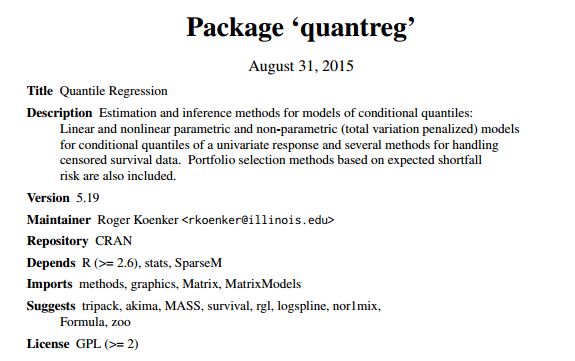 Package ‘quantreg’
August 31, 2015
Title Quantile Regression
Description Estimation and inference methods for models of conditional quantiles:
Linear and nonlinear parametric and non-parametric (total variation penalized) models
for conditional quantiles of a univariate response and several methods for handling
censored survival data. Portfolio selection methods based on expected shortfall
risk are also included.
Version 5.19
Maintainer Roger Koenker <rkoenker@illinois.edu>
Repository CRAN
Depends R (>= 2.6), stats, SparseM
Imports methods, graphics, Matrix, MatrixModels
Suggests tripack, akima, MASS, survival, rgl, logspline, nor1mix,
Formula, zoo
License GPL (>= 2)